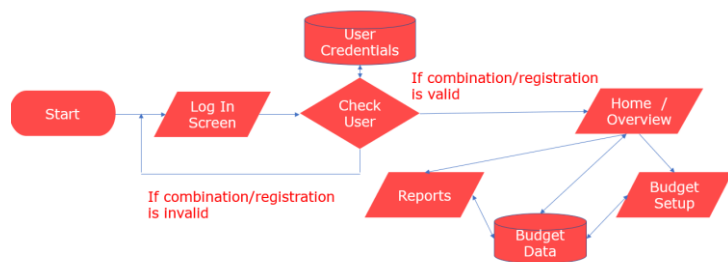 User
Credentials
If combination/registration
is valid
Start
Log In
Screen
Check
User
Home /
Overview
If combination/registration
is invalid
Reports
Budget
Setup
Budget
Data